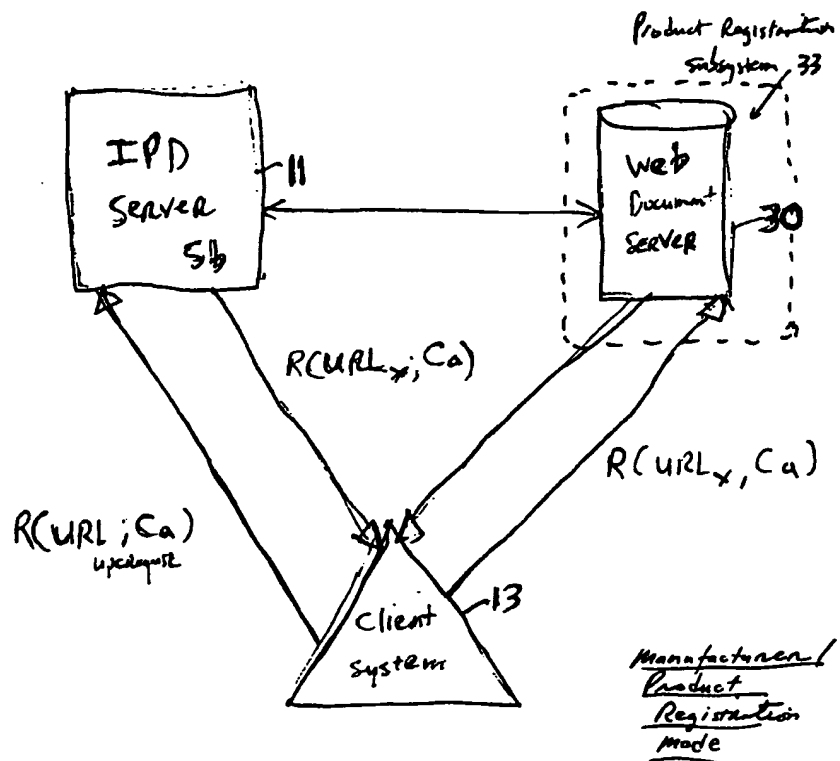 Product Registration
subsystem 33
IPD
Server
5b
11
Web
Document
Server
30
R(URLx; Ca)
R(URLx, Ca)
R(URL; Ca)
Client
System
13
Manufacturer /
Product
Registration
Mode